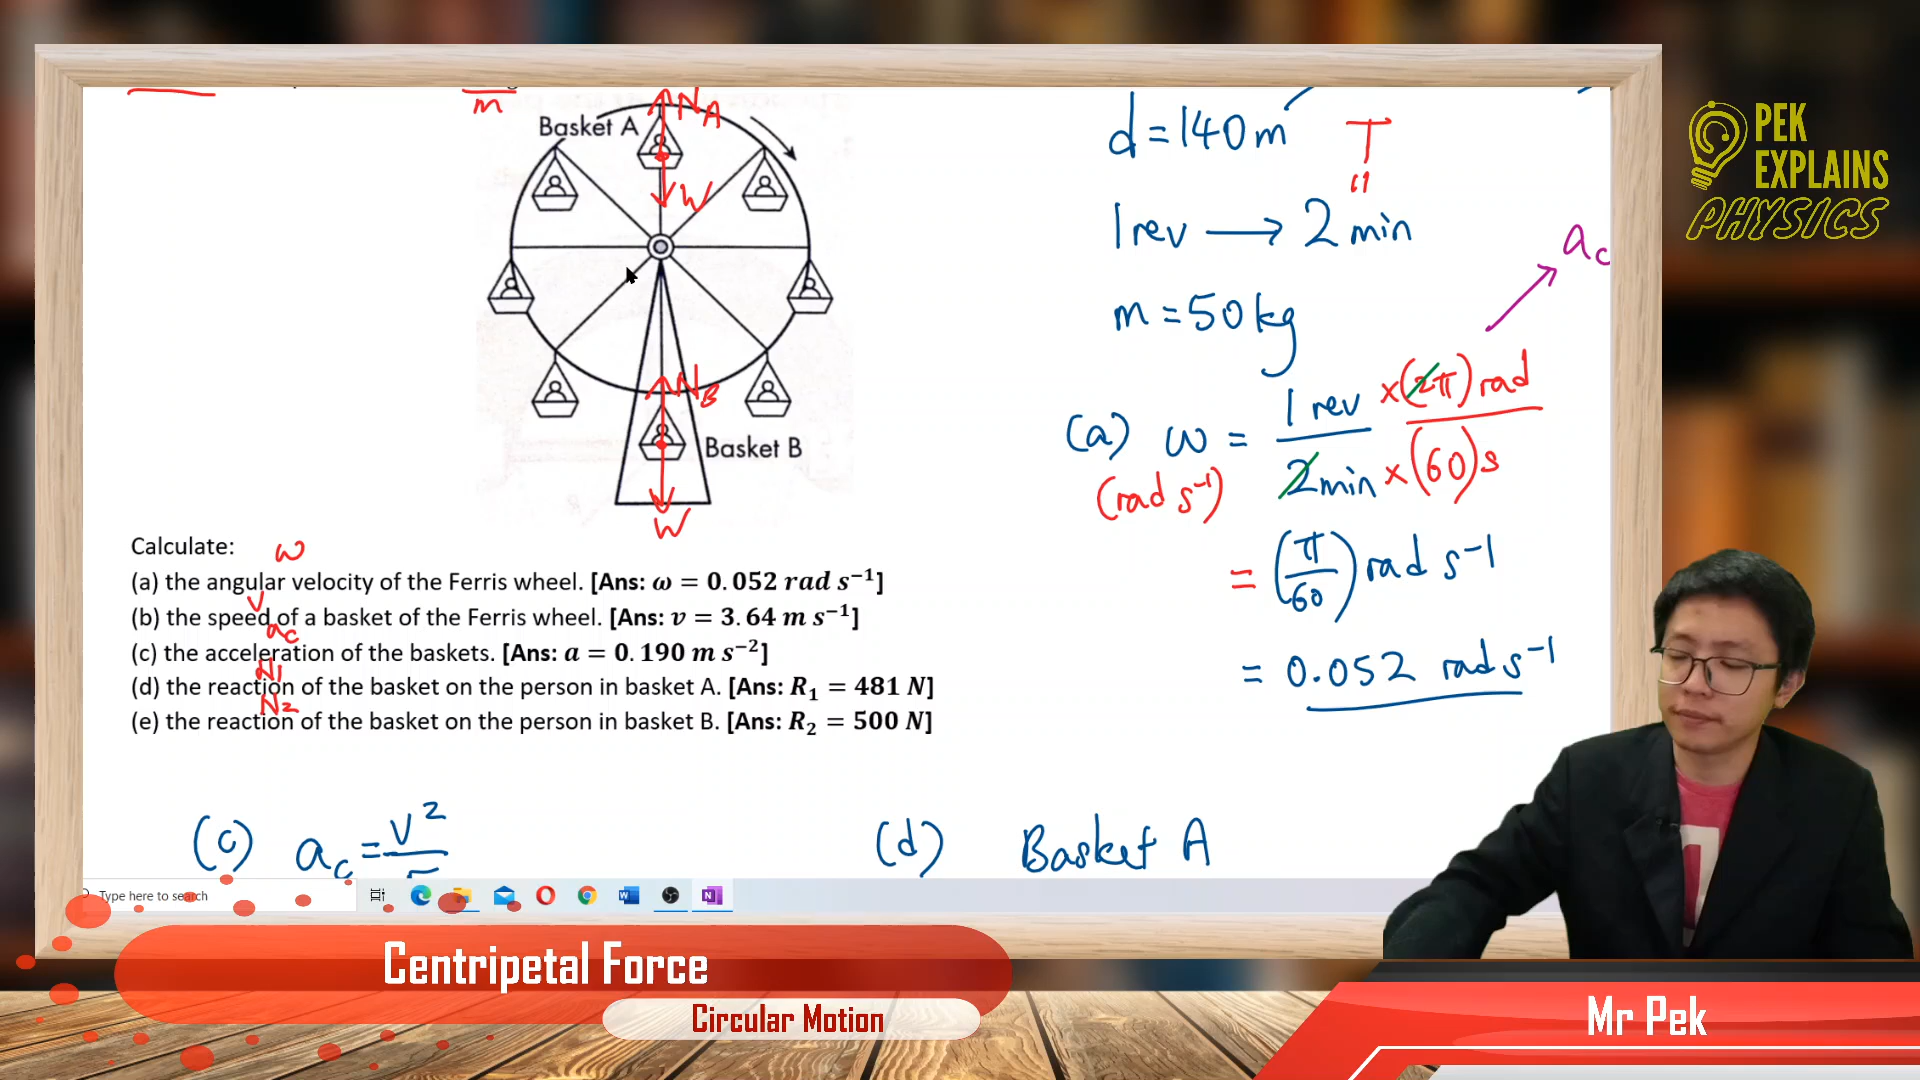 m
N_A
Basket A
W
N_B
Basket B
W
d = 140 m
T
"
1 rev → 2 min
a_c
m = 50 kg
(a) ω = 1 rev × (2π) rad
2 min × (60) s
(rad s⁻¹)
= (π/60) rad s⁻¹
= 0.052 rad s⁻¹
Calculate:
ω
(a) the angular velocity of the Ferris wheel. [Ans: ω = 0.052 rad s⁻¹]
v
(b) the speed of a basket of the Ferris wheel. [Ans: v = 3.64 m s⁻¹]
a_c
(c) the acceleration of the baskets. [Ans: a = 0.190 m s⁻²]
N1
(d) the reaction of the basket on the person in basket A. [Ans: R₁ = 481 N]
N2
(e) the reaction of the basket on the person in basket B. [Ans: R₂ = 500 N]
(c) a_c = v²
(d) Basket A
Type here to search
PEK
EXPLAINS
PHYSICS
Centripetal Force
Circular Motion
Mr Pek